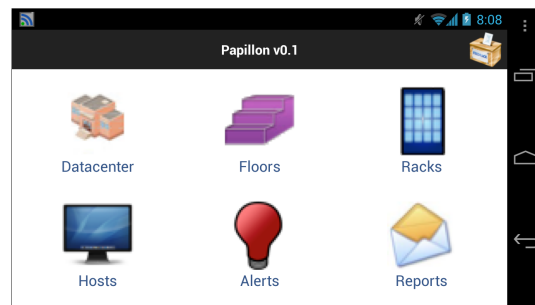 8:08
Papillon v0.1
Datacenter
Floors
Racks
Hosts
Alerts
Reports